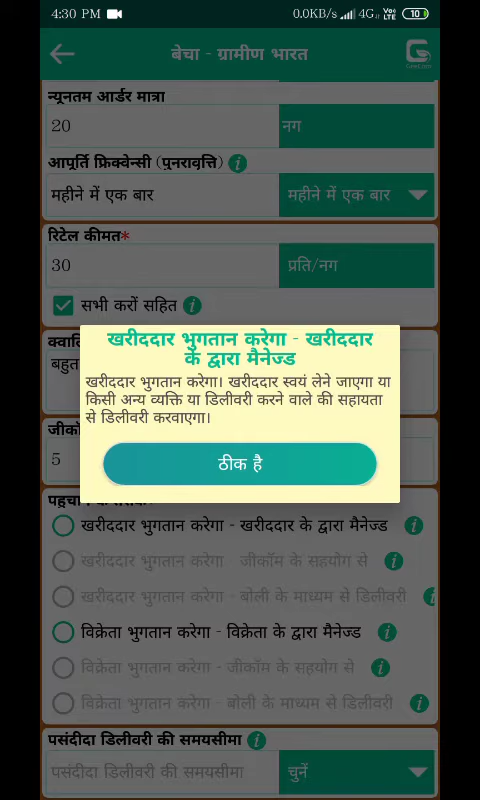 4:30 PM 0.0KB/s 4G Vo LTE 10
बेचा - ग्रामीण भारत
न्यूनतम आर्डर मात्रा
20 नग
आपूर्ति फ्रिक्वेन्सी (पुनरावृत्ति) i
महीने में एक बार महीने में एक बार
रिटेल कीमत*
30 प्रति/नग
सभी करों सहित i
खरीददार भुगतान करेगा - खरीददार
के द्वारा मैनेज्ड
बहुत
खरीददार भुगतान करेगा। खरीददार स्वयं लेने जाएगा या
किसी अन्य व्यक्ति या डिलीवरी करने वाले की सहायता
से डिलीवरी करवाएगा।
5
ठीक है
खरीददार भुगतान करेगा - खरीददार के द्वारा मैनेज्ड i
खरीददार भुगतान करेगा - जीकॉम के सहयोग से i
खरीददार भुगतान करेगा - बोली के माध्यम से डिलीवरी i
विक्रेता भुगतान करेगा - विक्रेता के द्वारा मैनेज्ड i
विक्रेता भुगतान करेगा - जीकॉम के सहयोग से i
विक्रेता भुगतान करेगा - बोली के माध्यम से डिलीवरी i
पसंदीदा डिलीवरी की समयसीमा i
पसंदीदा डिलीवरी की समयसीमा चुनें